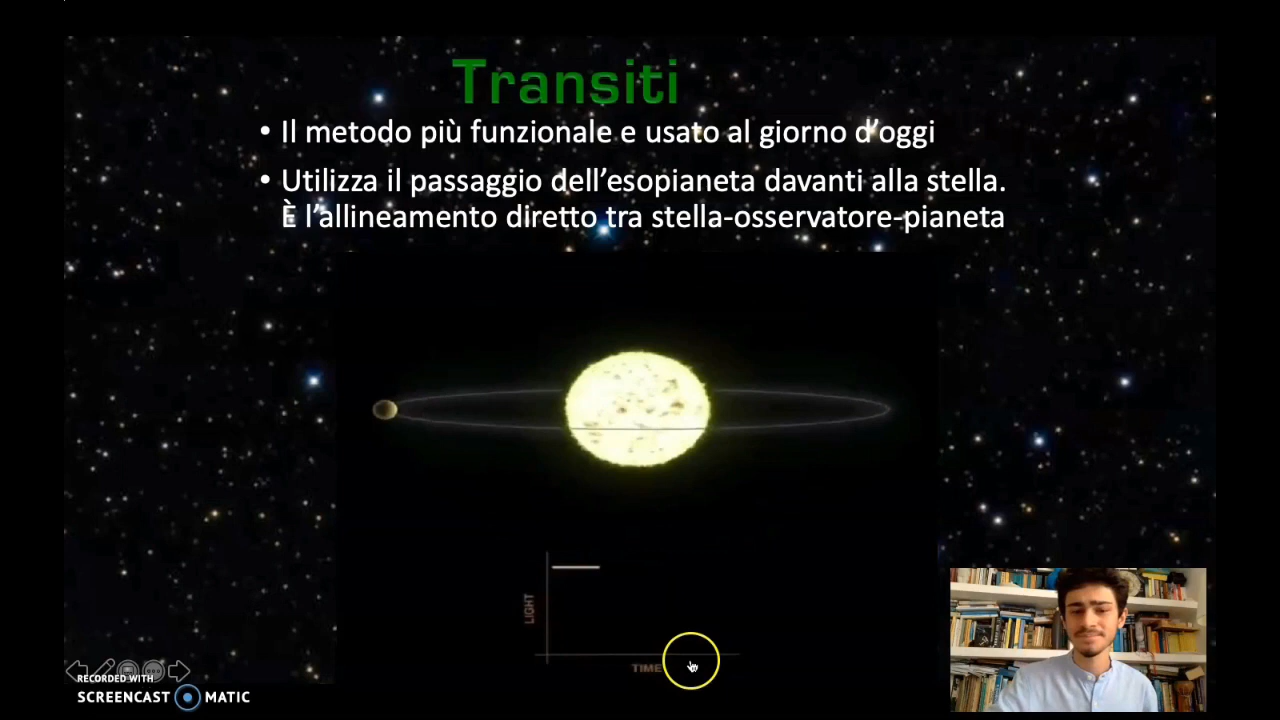 Transiti
• Il metodo più funzionale e usato al giorno d’oggi
• Utilizza il passaggio dell’esopianeta davanti alla stella.
È l’allineamento diretto tra stella-osservatore-pianeta
LIGHT
TIME
RECORDED WITH
SCREENCAST MATIC